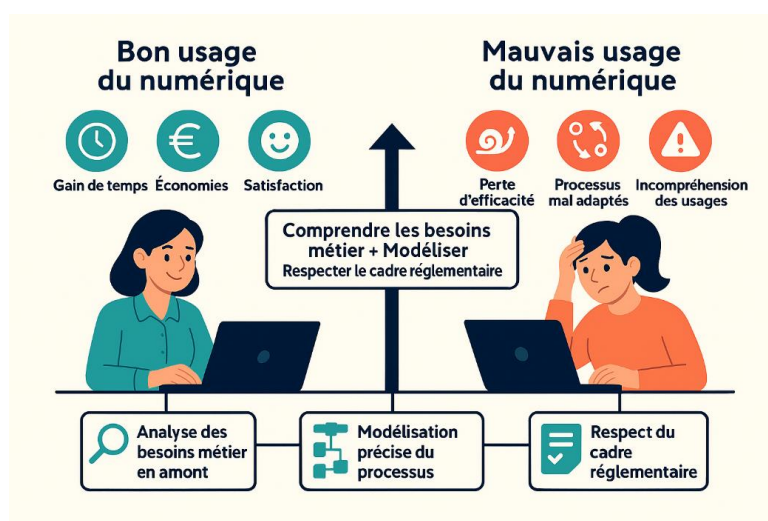 Bon usage
du numérique
Mauvais usage
du numérique
Gain de temps
Économies
Satisfaction
Perte
d'efficacité
Processus
mal adaptés
Incompréhension
des usages
Comprendre les besoins
métier + Modéliser
Respecter le cadre réglementaire
Analyse des
besoins métier
en amont
Modélisation
précise du
processus
Respect du
cadre
réglementaire